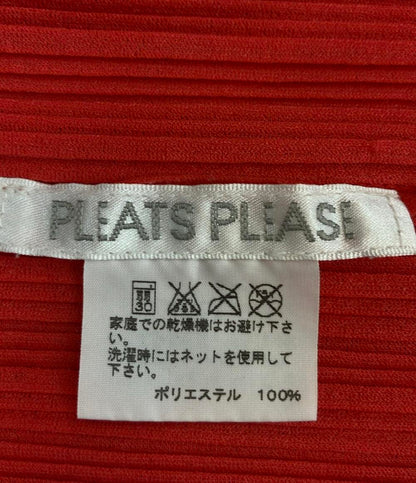 PLEATS PLEASE
30
家庭での乾燥機はお避け下さ
い。
洗濯時にはネットを使用して下
さい。
ポリエステル 100%